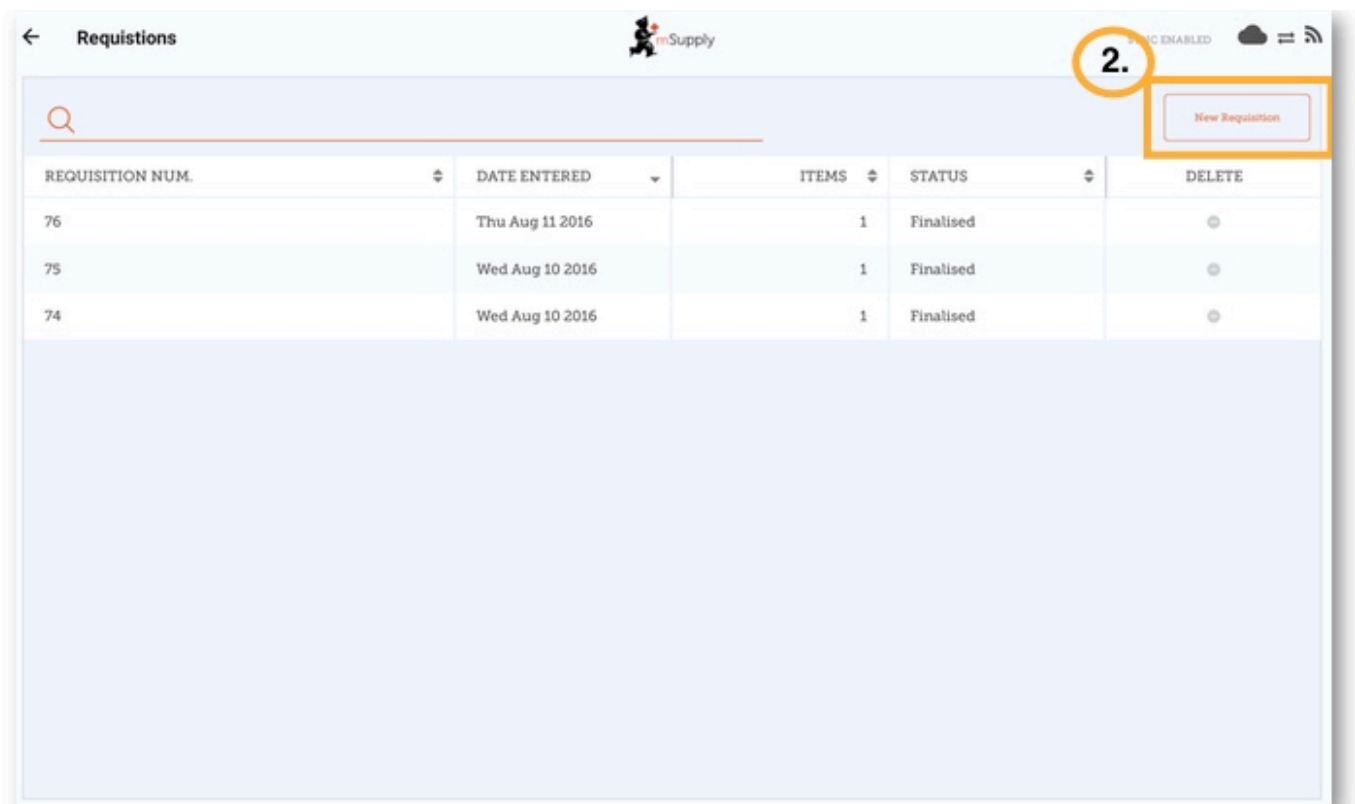 Requistions
mSupply
ENABLED
2.
New Requisition
REQUISITION NUM. DATE ENTERED ITEMS STATUS DELETE
76 Thu Aug 11 2016 1 Finalised
75 Wed Aug 10 2016 1 Finalised
74 Wed Aug 10 2016 1 Finalised